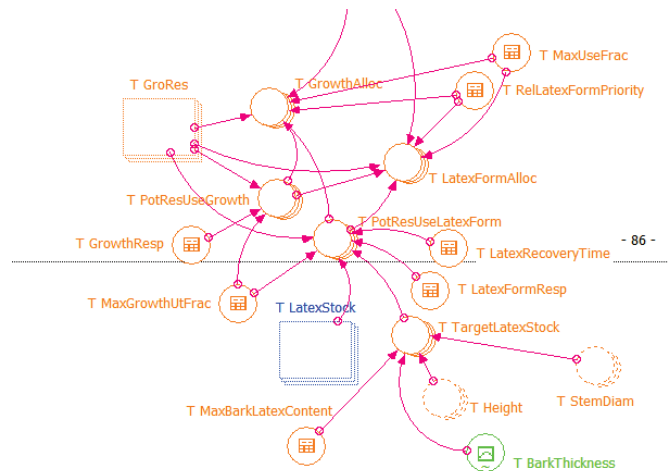 T MaxUseFrac
T GroRes
T GrowthAlloc
T RelLatexFormPriority
T LatexFormAlloc
T PotResUseGrowth
T PotResUseLatexForm
T GrowthResp
- 86 -
T LatexRecoveryTime
T LatexFormResp
T MaxGrowthUtFrac
T LatexStock
T TargetLatexStock
T StemDiam
T Height
T MaxBarkLatexContent
T BarkThickness